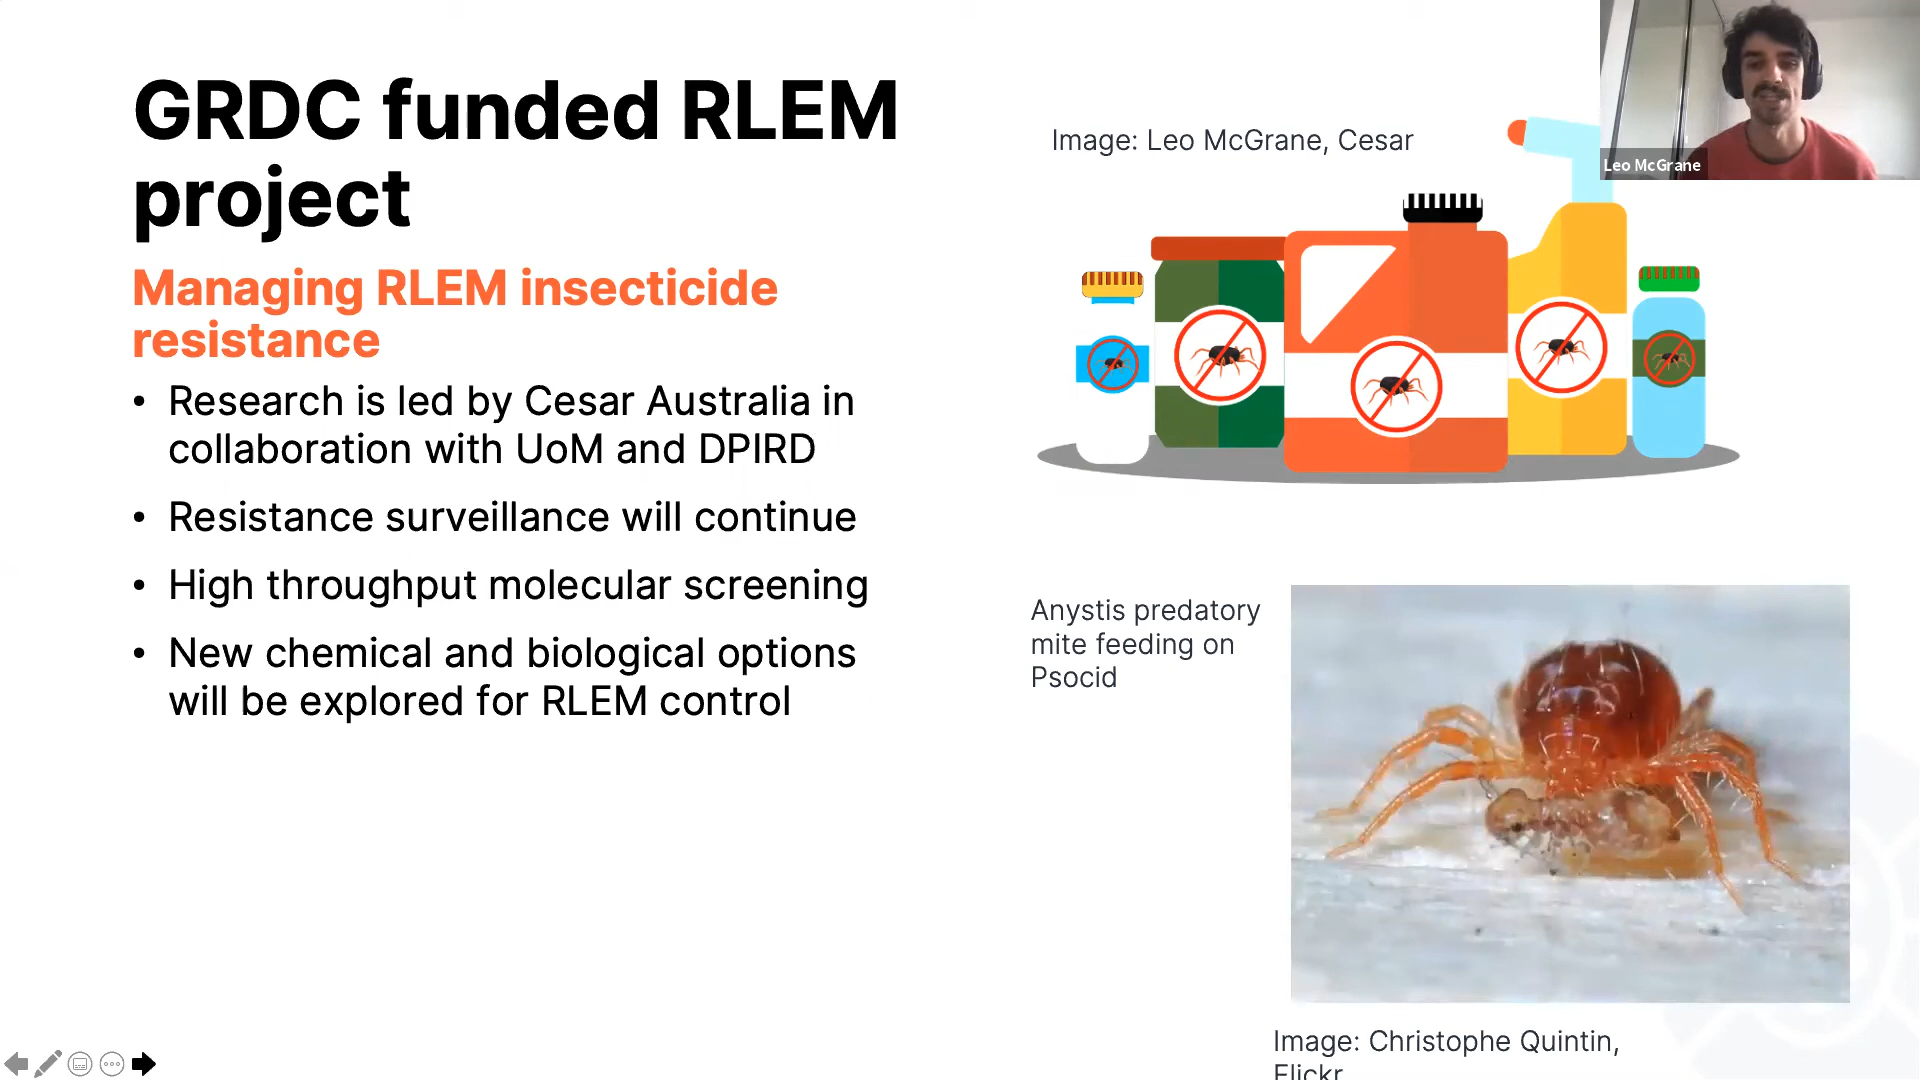 GRDC funded RLEM
project
Managing RLEM insecticide
resistance
• Research is led by Cesar Australia in
collaboration with UoM and DPIRD
• Resistance surveillance will continue
• High throughput molecular screening
• New chemical and biological options
will be explored for RLEM control
Image: Leo McGrane, Cesar
Leo McGrane
Anystis predatory
mite feeding on
Psocid
Image: Christophe Quintin,
Flickr